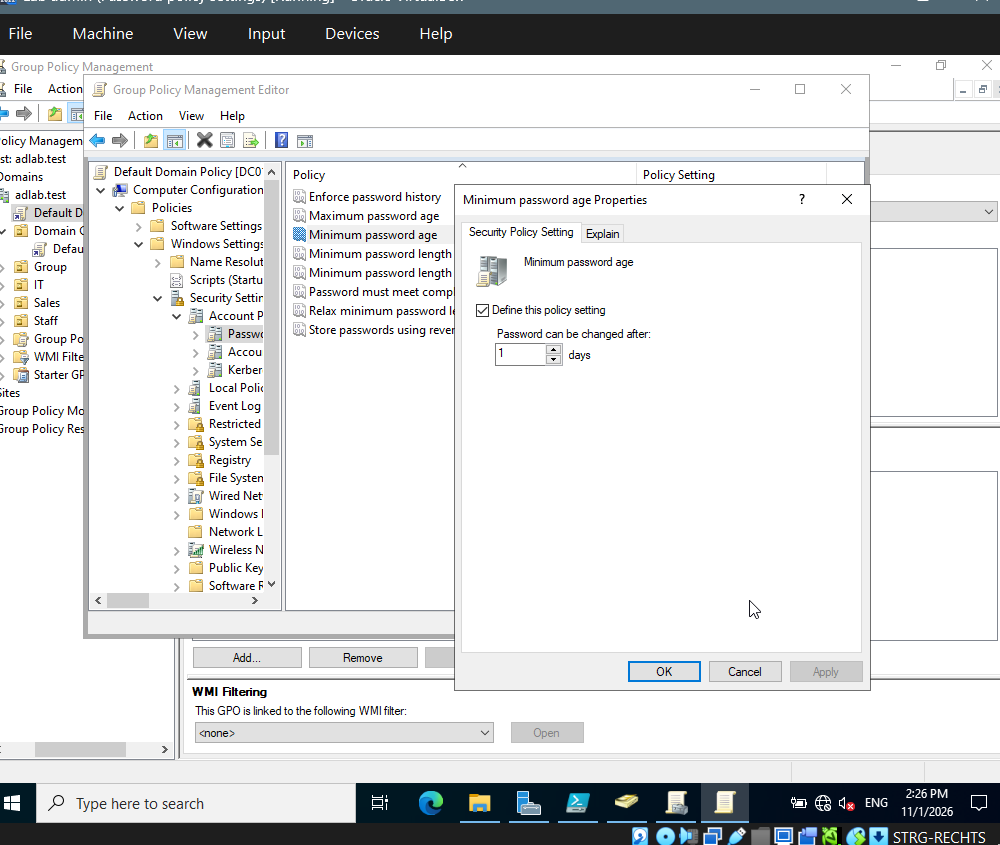 File Machine View Input Devices Help
Group Policy Management
File Action
Group Policy Management Editor
File Action View Help
Policy Managem
st: adlab.test
Domains
adlab.test
Default D
Domain C
Defau
Group
IT
Sales
Staff
Group Po
WMI Filte
Starter GP
Sites
Group Policy Mo
Group Policy Res
Default Domain Policy [DC01
Computer Configuration
Policies
Software Settings
Windows Settings
Name Resolut
Scripts (Startu
Security Settin
Account P
Passwo
Accou
Kerber
Local Polic
Event Log
Restricted
System Se
Registry
File System
Wired Net
Windows
Network L
Wireless N
Public Key
Software R
Policy Policy Setting
Enforce password history
Maximum password age
Minimum password age
Minimum password length
Minimum password length
Password must meet compl
Relax minimum password le
Store passwords using rever
Minimum password age Properties ?
Security Policy Setting Explain
Minimum password age
Define this policy setting
Password can be changed after:
1 days
OK Cancel Apply
Add... Remove
WMI Filtering
This GPO is linked to the following WMI filter:
<none> Open
Type here to search
ENG
2:26 PM
11/1/2026
STRG-RECHTS